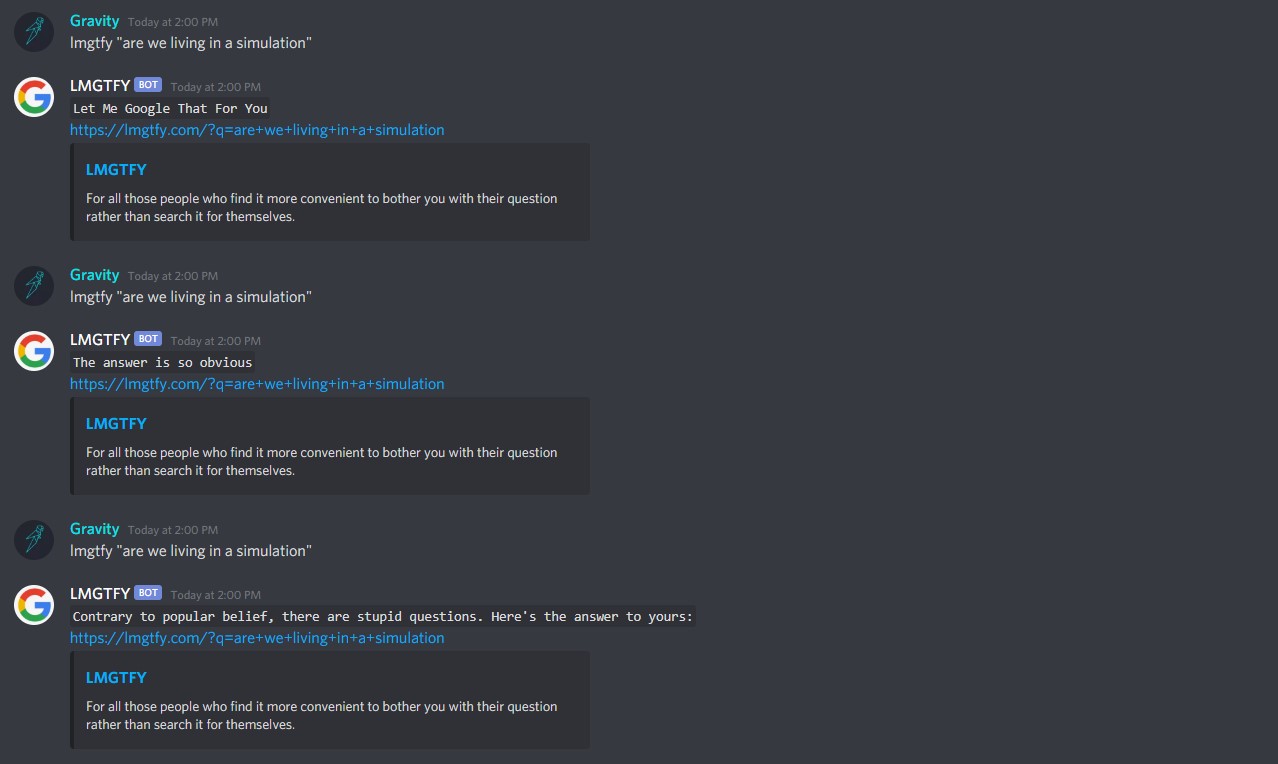 Gravity Today at 2:00 PM
lmgtfy "are we living in a simulation"
LMGTFY BOT Today at 2:00 PM
Let Me Google That For You
https://lmgtfy.com/?q=are+we+living+in+a+simulation
LMGTFY
For all those people who find it more convenient to bother you with their question
rather than search it for themselves.
Gravity Today at 2:00 PM
lmgtfy "are we living in a simulation"
LMGTFY BOT Today at 2:00 PM
The answer is so obvious
https://lmgtfy.com/?q=are+we+living+in+a+simulation
LMGTFY
For all those people who find it more convenient to bother you with their question
rather than search it for themselves.
Gravity Today at 2:00 PM
lmgtfy "are we living in a simulation"
LMGTFY BOT Today at 2:00 PM
Contrary to popular belief, there are stupid questions. Here's the answer to yours:
https://lmgtfy.com/?q=are+we+living+in+a+simulation
LMGTFY
For all those people who find it more convenient to bother you with their question
rather than search it for themselves.